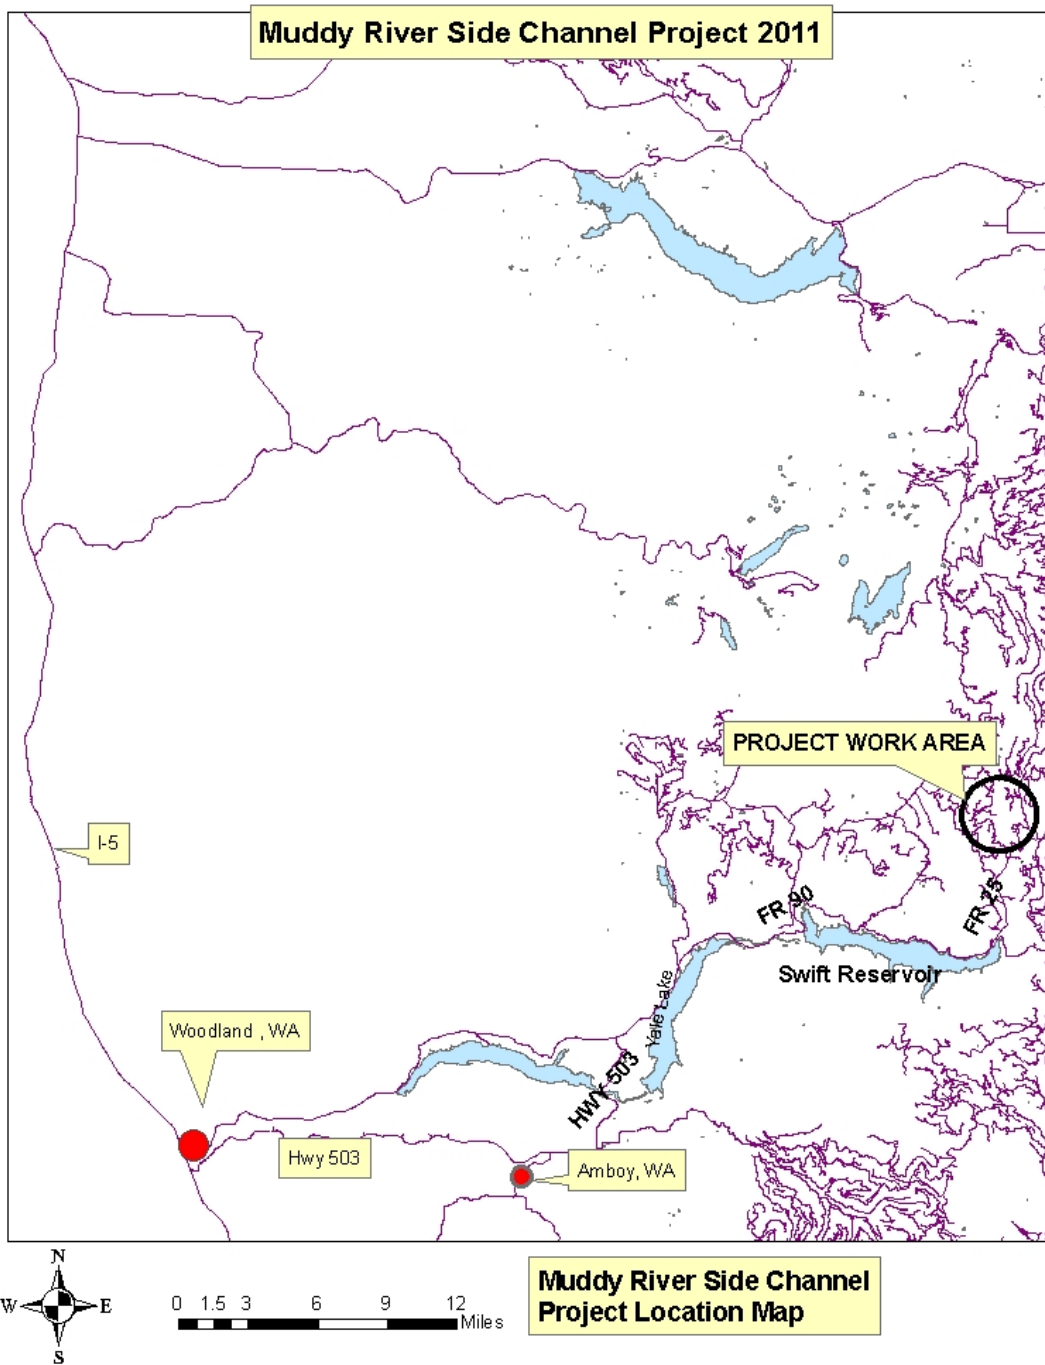 Muddy River Side Channel Project 2011
PROJECT WORK AREA
I-5
FR 90
FR 25
Swift Reservoir
Yale Lake
Woodland , WA
HWY 503
Hwy 503
Amboy, WA
N
W E
S
0 1.5 3 6 9 12
Miles
Muddy River Side Channel
Project Location Map